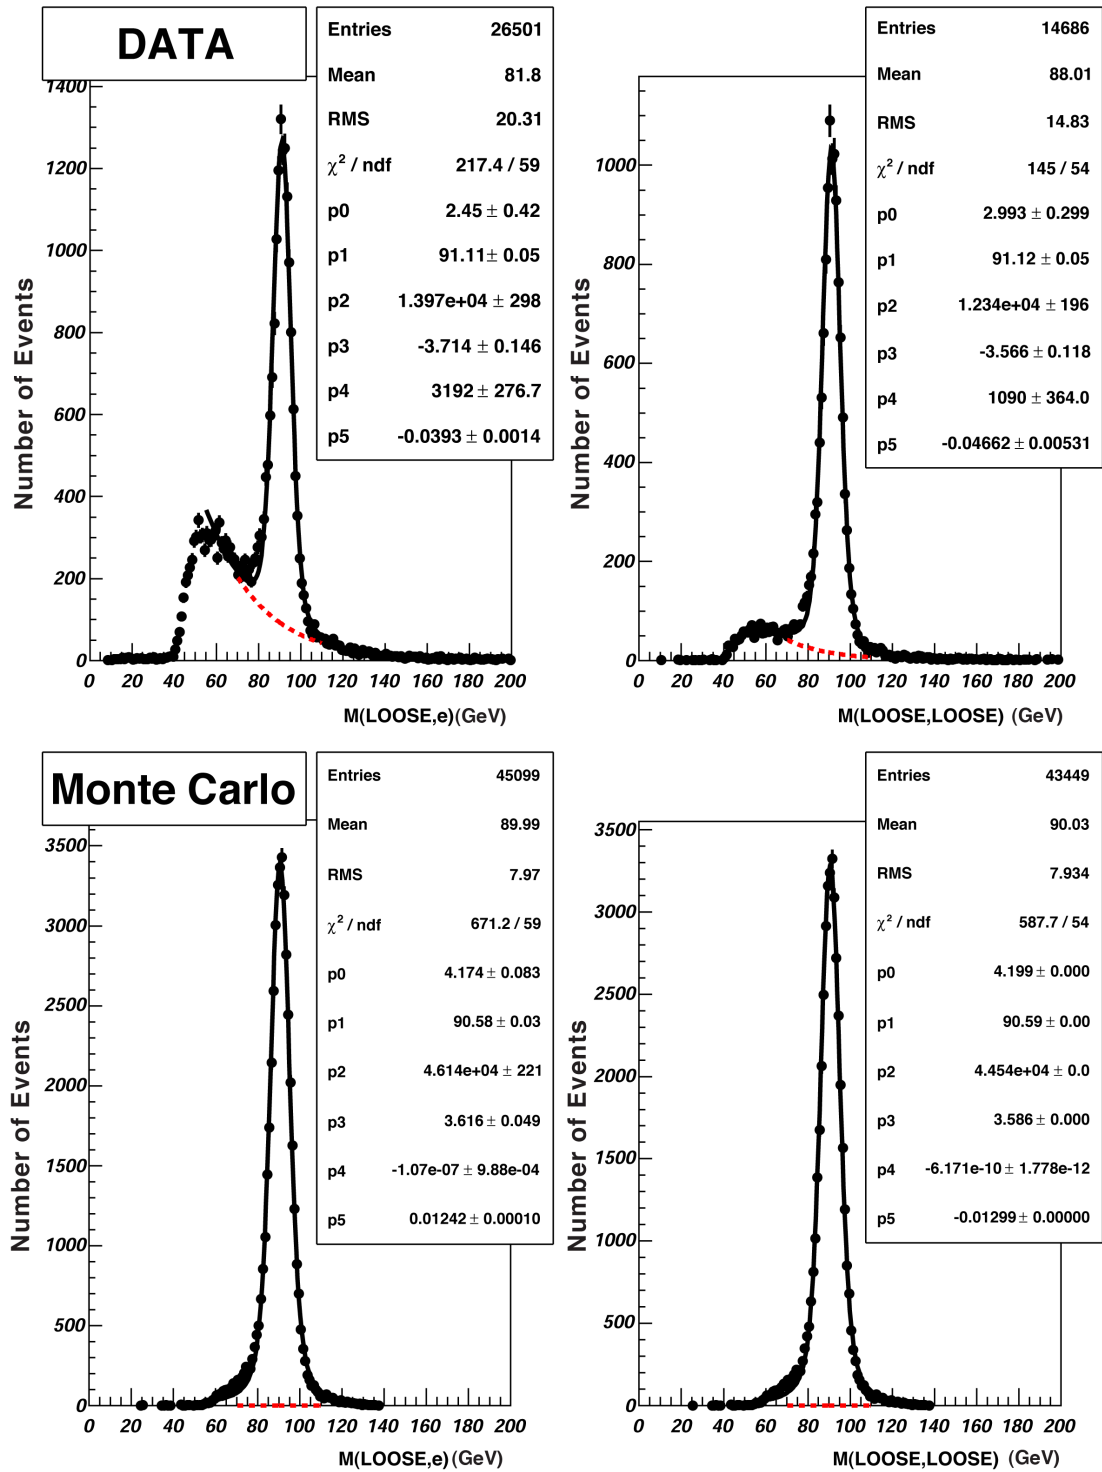 DATA
Entries 26501
Mean 81.8
RMS 20.31
χ² / ndf 217.4 / 59
p0 2.45 ± 0.42
p1 91.11 ± 0.05
p2 1.397e+04 ± 298
p3 -3.714 ± 0.146
p4 3192 ± 276.7
p5 -0.0393 ± 0.0014
1400
1200
1000
800
600
400
200
0
Number of Events
0 20 40 60 80 100 120 140 160 180 200
M(LOOSE,e)(GeV)
Entries 14686
Mean 88.01
RMS 14.83
χ² / ndf 145 / 54
p0 2.993 ± 0.299
p1 91.12 ± 0.05
p2 1.234e+04 ± 196
p3 -3.566 ± 0.118
p4 1090 ± 364.0
p5 -0.04662 ± 0.00531
1000
800
600
400
200
0
Number of Events
0 20 40 60 80 100 120 140 160 180 200
M(LOOSE,LOOSE) (GeV)
Monte Carlo
Entries 45099
Mean 89.99
RMS 7.97
χ² / ndf 671.2 / 59
p0 4.174 ± 0.083
p1 90.58 ± 0.03
p2 4.614e+04 ± 221
p3 3.616 ± 0.049
p4 -1.07e-07 ± 9.88e-04
p5 0.01242 ± 0.00010
3500
3000
2500
2000
1500
1000
500
0
Number of Events
0 20 40 60 80 100 120 140 160 180 200
M(LOOSE,e)(GeV)
Entries 43449
Mean 90.03
RMS 7.934
χ² / ndf 587.7 / 54
p0 4.199 ± 0.000
p1 90.59 ± 0.00
p2 4.454e+04 ± 0.0
p3 3.586 ± 0.000
p4 -6.171e-10 ± 1.778e-12
p5 -0.01299 ± 0.00000
3500
3000
2500
2000
1500
1000
500
0
Number of Events
0 20 40 60 80 100 120 140 160 180 200
M(LOOSE,LOOSE) (GeV)